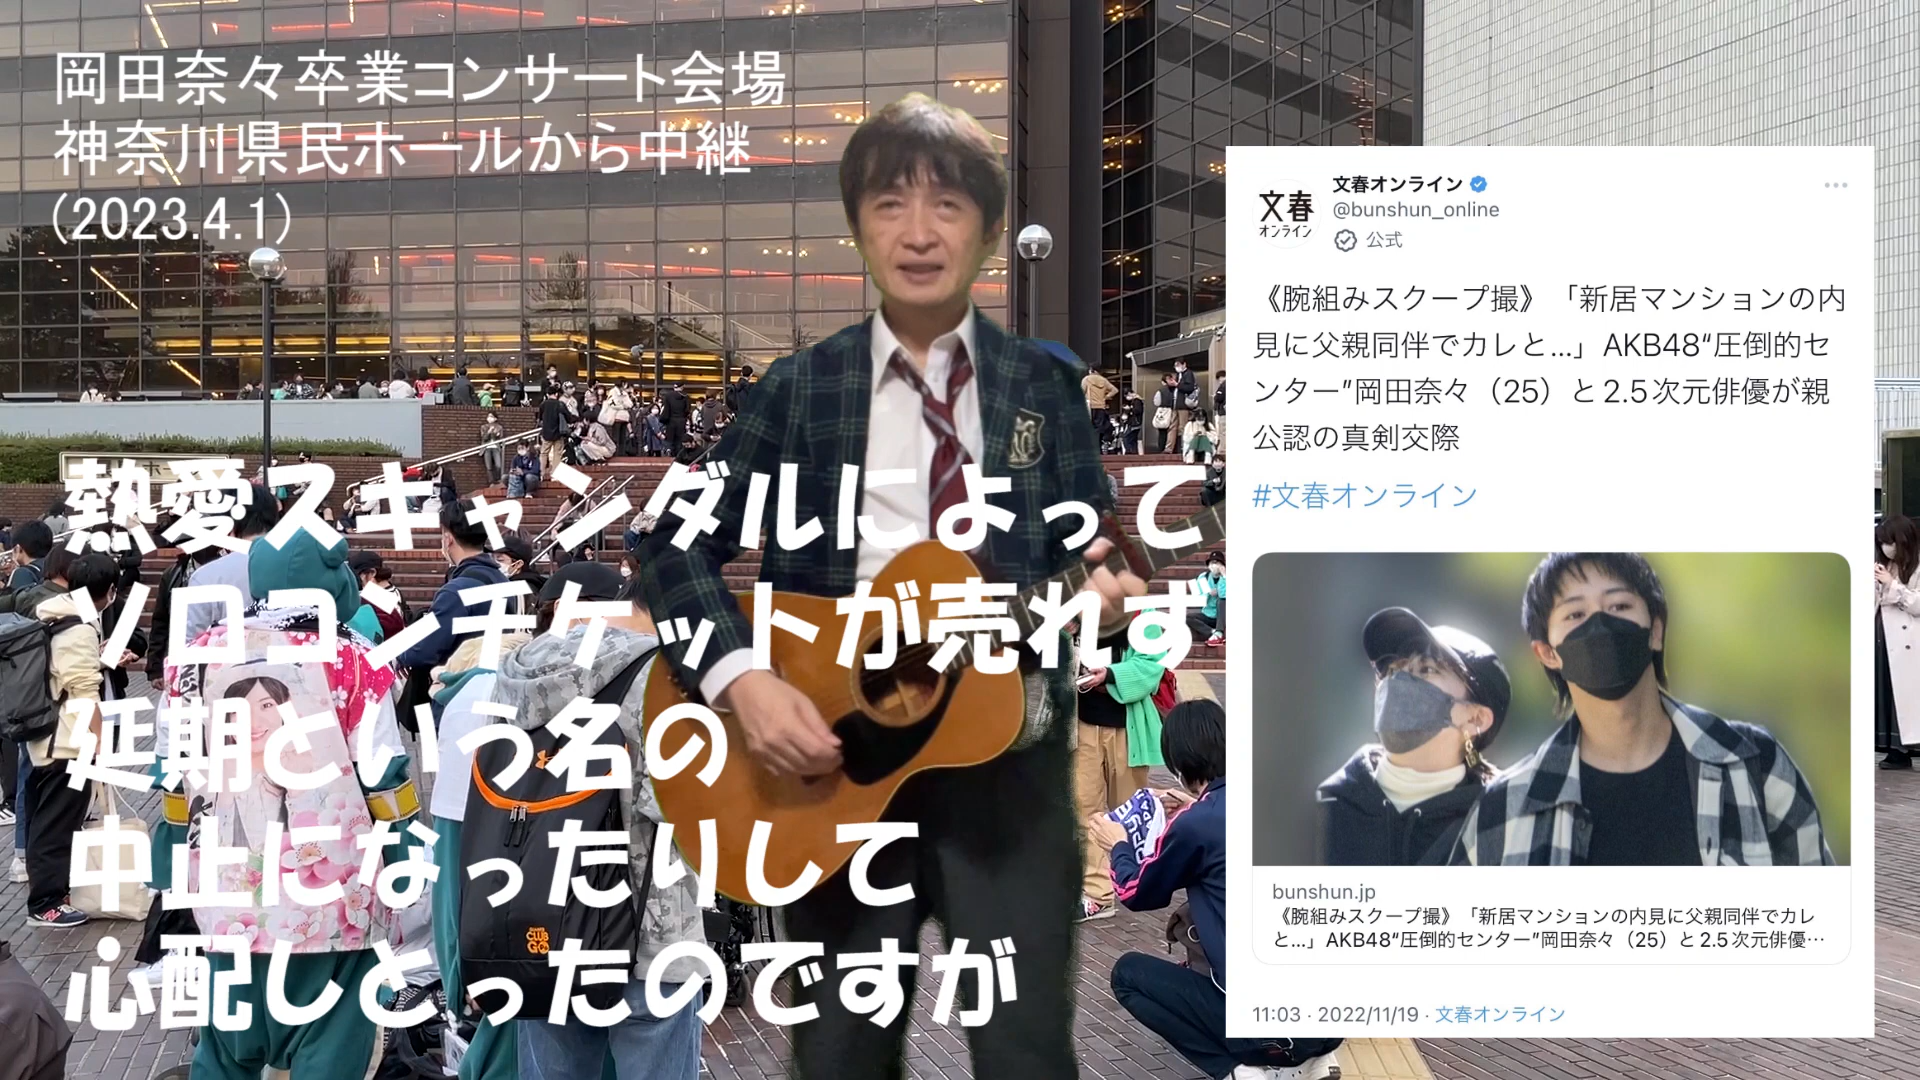 岡田奈々卒業コンサート会場
神奈川県民ホールから中継
(2023.4.1)
熱愛スキャンダルによって
ソロコンチケットが売れず
延期という名の
中止になったりして
心配しとったのですが
文春
オンライン
文春オンライン
@bunshun_online
公式
《腕組みスクープ撮》「新居マンションの内
見に父親同伴でカレと…」AKB48“圧倒的セ
ンター”岡田奈々（25）と2.5次元俳優が親
公認の真剣交際
#文春オンライン
bunshun.jp
《腕組みスクープ撮》「新居マンションの内見に父親同伴でカレ
と…」AKB48“圧倒的センター”岡田奈々（25）と2.5次元俳優…
11:03 · 2022/11/19 · 文春オンライン
CLUB
GO